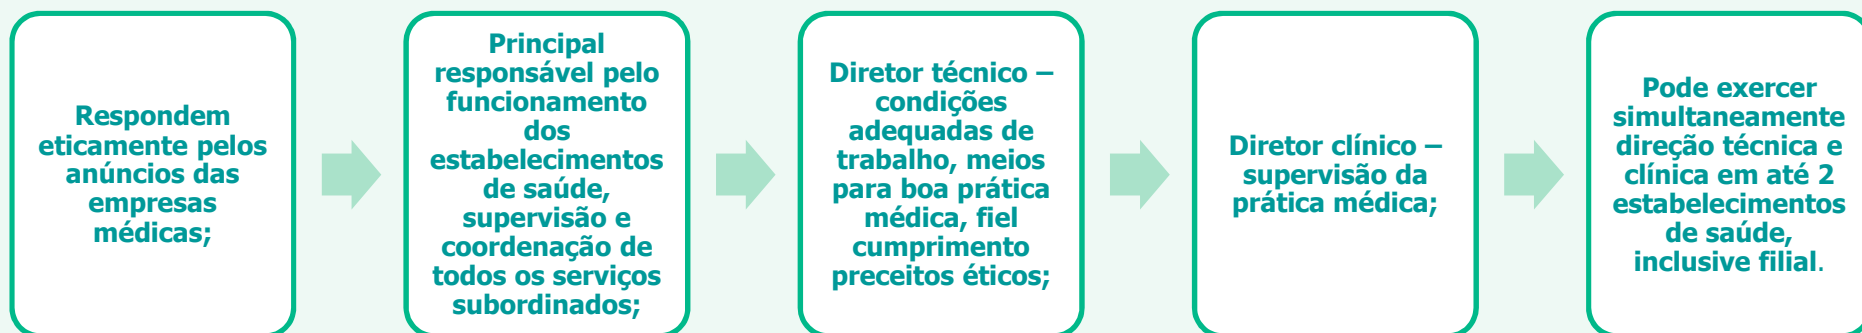 Respondem
eticamente pelos
anúncios das
empresas
médicas;
Principal
responsável pelo
funcionamento
dos
estabelecimentos
de saúde,
supervisão e
coordenação de
todos os serviços
subordinados;
Diretor técnico –
condições
adequadas de
trabalho, meios
para boa prática
médica, fiel
cumprimento
preceitos éticos;
Diretor clínico –
supervisão da
prática médica;
Pode exercer
simultaneamente
direção técnica e
clínica em até 2
estabelecimentos
de saúde,
inclusive filial.